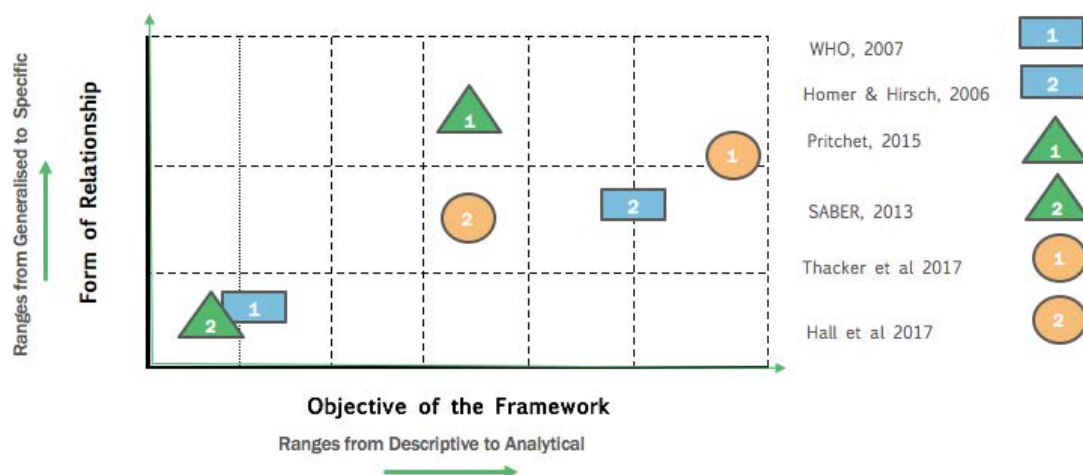 Ranges from Generalised to Specific
Form of Relationship
1
2
1
2
1
2
Objective of the Framework
Ranges from Descriptive to Analytical
WHO, 2007
1
Homer & Hirsch, 2006
2
Pritchet, 2015
1
SABER, 2013
2
Thacker et al 2017
1
Hall et al 2017
2